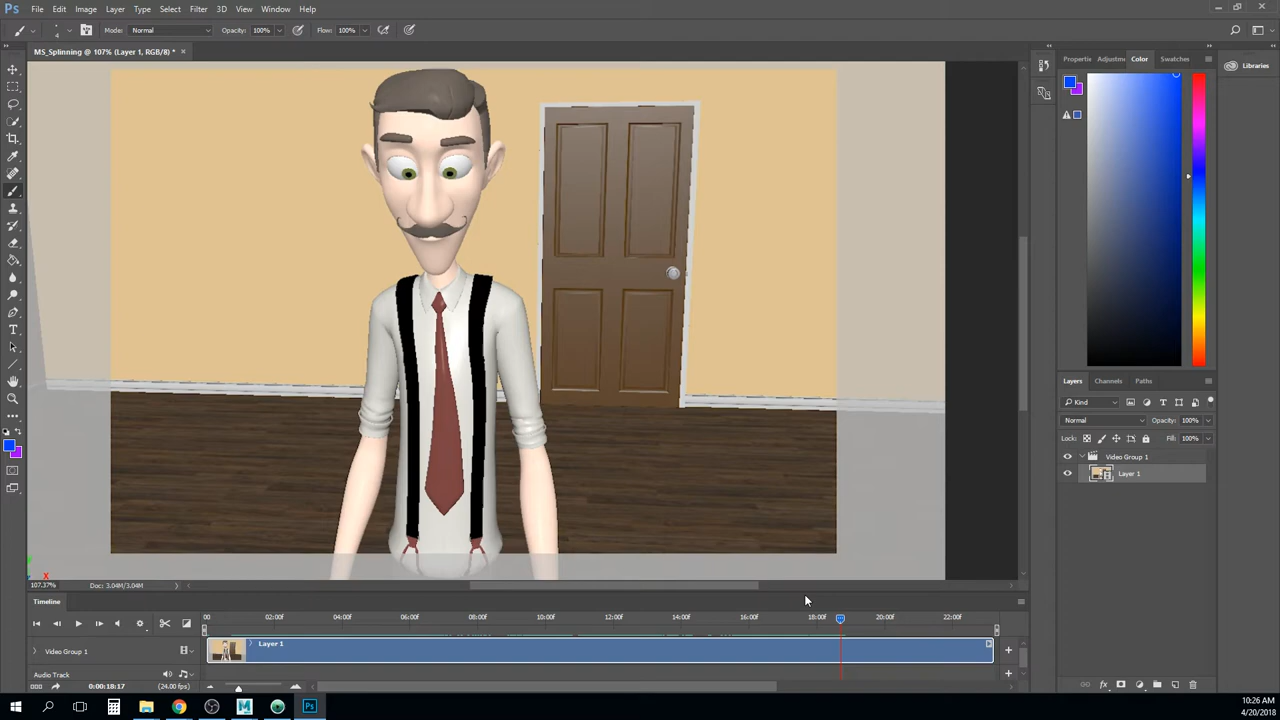 Ps File Edit Image Layer Type Select Filter 3D View Window Help
4 Mode: Normal Opacity: 100% Flow: 100%
MS_Splinning @ 107% (Layer 1, RGB/8) * ×
Properti Adjustme Color Swatches
Libraries
Layers Channels Paths
Kind
Normal Opacity: 100%
Lock: Fill: 100%
Video Group 1
Layer 1
X
107.37% Doc: 3.04M/3.04M
Timeline
00 02:00f 04:00f 06:00f 08:00f 10:00f 12:00f 14:00f 16:00f 18:00f 20:00f 22:00f
Video Group 1 Layer 1
Audio Track
0:00:18:17 (24.00 fps)
10:26 AM
4/20/2018